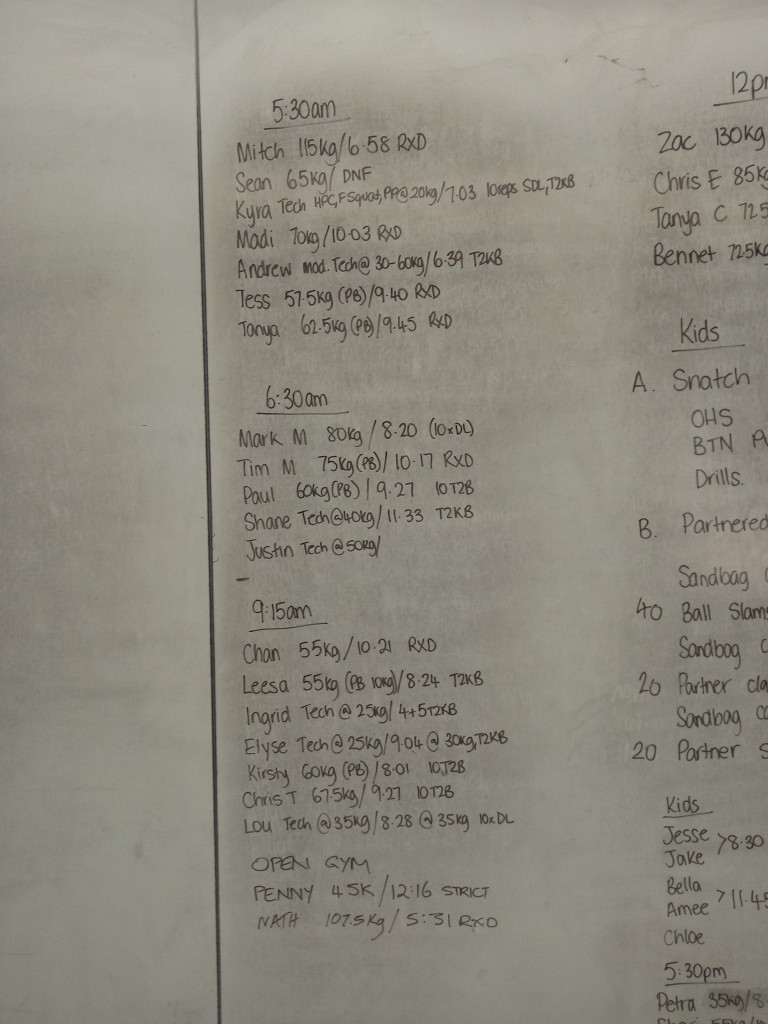 5:30am
Mitch 115kg/6.58 RXD
Sean 65kg/ DNF
Kyra Tech HPC,FSquat,PP@20kg/7.03 10reps SDL,T2KB
Madi 70kg/10.03 RXD
Andrew mod.Tech@ 30-60kg/6.39 T2KB
Tess 57.5kg (PB)/9.40 RXD
Tanya 62.5kg (PB)/9.45 RXD
6:30am
Mark M 80kg / 8.20 (10xDL)
Tim M 75kg (PB)/ 10.17 RXD
Paul 60kg (PB) / 9.27 10T2B
Shane Tech@40kg/ 11.33 T2KB
Justin Tech @50kg/
-
9:15am
Chan 55kg/10.21 RXD
Leesa 55kg (PB 10kg)/8.24 T2KB
Ingrid Tech @ 25kg/ 4+5T2KB
Elyse Tech@25kg/9.04 @ 30kg,T2KB
Kirsty 60kg (PB) / 8.01 10T2B
Chris T 67.5kg/ 9.27 10T2B
Lou Tech @35kg/8.28 @35kg 10xDL
OPEN GYM
PENNY 45K /12:16 STRICT
NATH 107.5kg / 5:31 RXD
12p
Zac 130kg
Chris E 85k
Tanya C 725
Bennet 725k
Kids
A. Snatch
OHS
BTN P
Drills.
B. Partnered
Sandbag
40 Ball Slams
Sandbag
20 Partner cla
Sandbag
20 Partner S
Kids
Jesse
Jake >8.30
Bella
Amee >11.45
Chloe
5:30pm
Petra 35kg/8